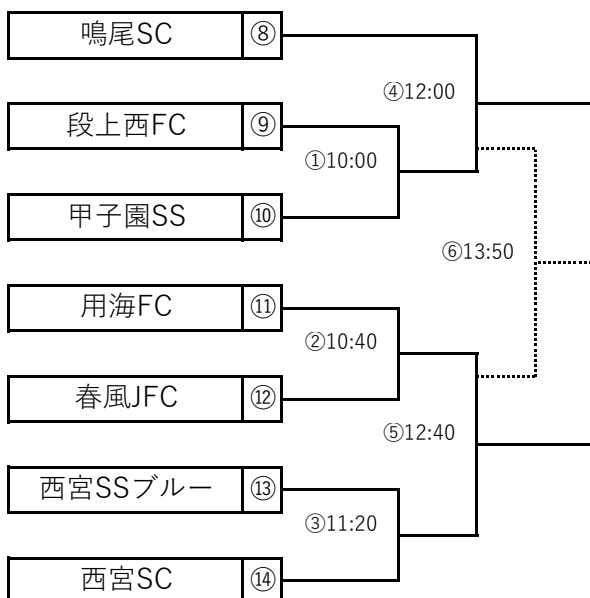 鳴尾SC ⑧
④12:00
段上西FC ⑨
①10:00
甲子園SS ⑩
⑥13:50
用海FC ⑪
②10:40
春風JFC ⑫
⑤12:40
西宮SSブルー ⑬
③11:20
西宮SC ⑭